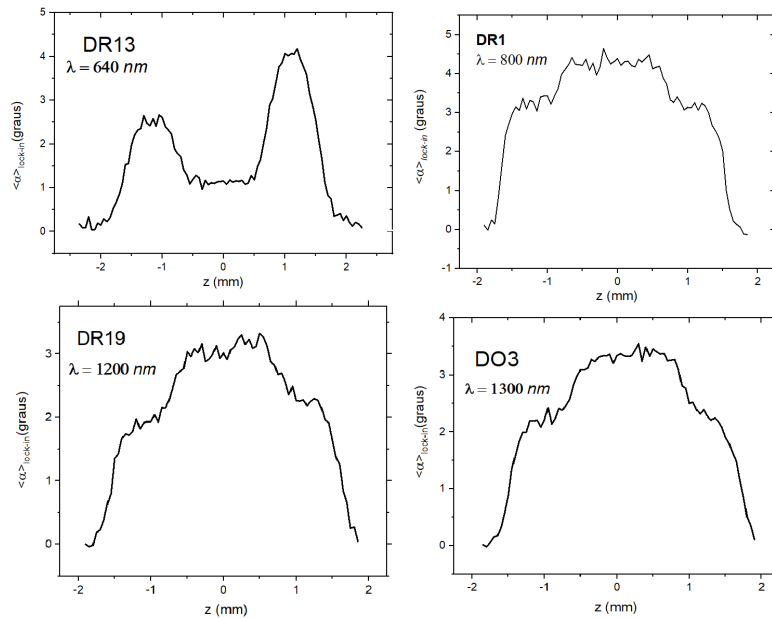 DR13
λ = 640 nm
<α>lock-in(graus)
5
4
3
2
1
0
-2
-1
0
1
2
z (mm)
DR1
λ = 800 nm
<α> lock-in (graus)
5
4
3
2
1
0
-2
-1
0
1
2
z (mm)
DR19
λ = 1200 nm
<α>lock-in(graus)
3
2
1
0
-2
-1
0
1
2
z (mm)
DO3
λ = 1300 nm
<α>lock-in(graus)
4
3
2
1
0
-2
-1
0
1
2
z (mm)